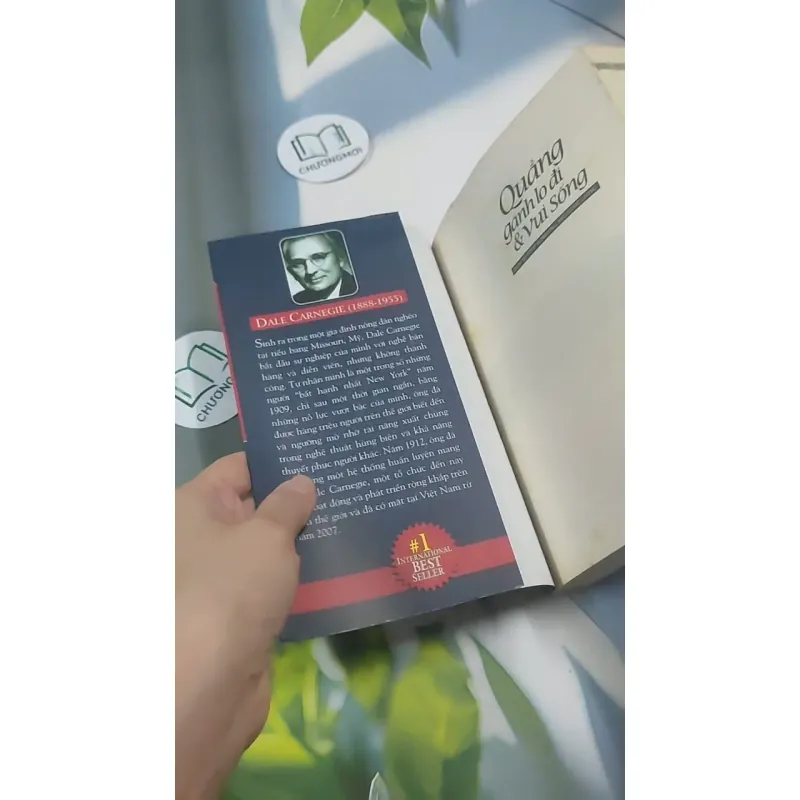 CHUONGMOI
DALE CARNEGIE (1888-1955)
Sinh ra trong một gia đình nông dân nghèo
tại tiểu bang Missouri, Mỹ, Dale Carnegie
bắt đầu sự nghiệp của mình với nghề bán
hàng và diễn viên, nhưng không thành
công. Tự nhận mình là một trong số những
người "bất hạnh nhất New York" năm
1909, chỉ sau một thời gian ngắn, bằng
những nỗ lực vượt bậc của mình, ông đã
được hàng triệu người trên thế giới biết đến
và ngưỡng mộ nhờ tài năng xuất chúng
trong nghệ thuật hùng biện và khả năng
thuyết phục người khác. Năm 1912, ông đã
một hệ thống huấn luyện mang
Carnegie, một tổ chức đến nay
động và phát triển rộng khắp trên
thế giới và đã có mặt tại Việt Nam từ
năm 2007.
#1
INTERNATIONAL
BEST
SELLER
Quẳng
gánh lo đi
& vui sống
CHUONGMOI